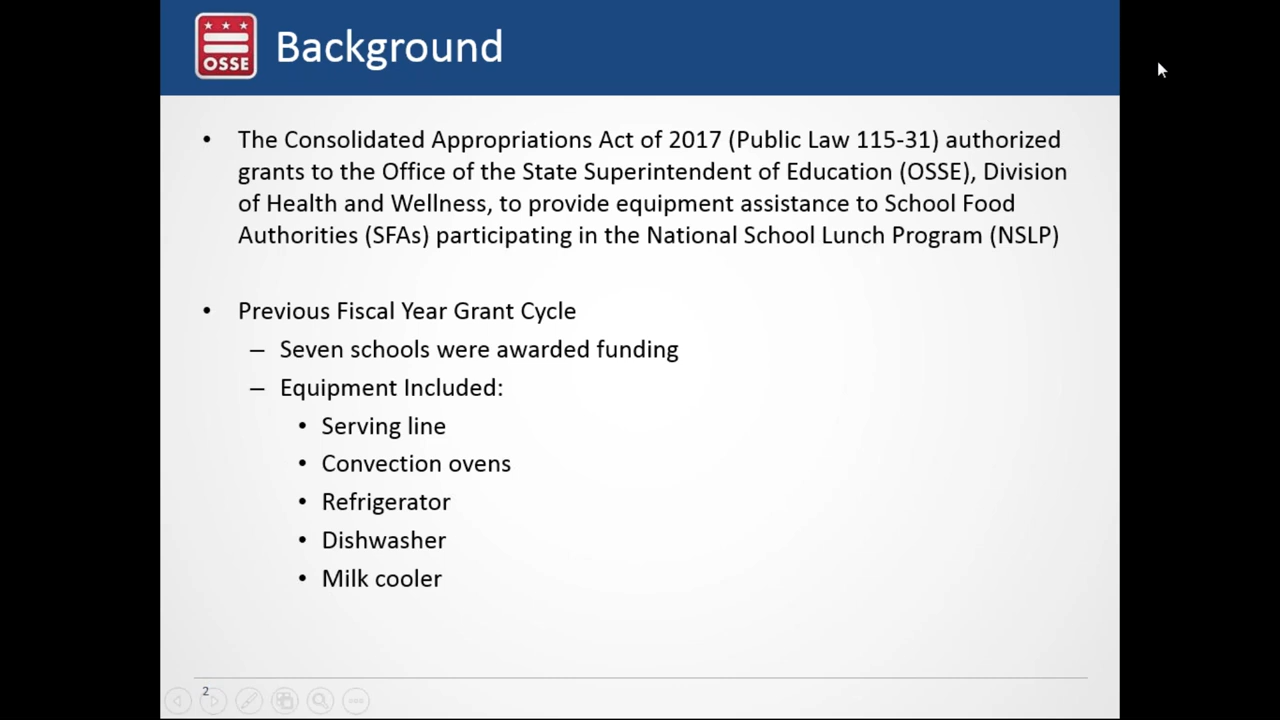 OSSE
Background
• The Consolidated Appropriations Act of 2017 (Public Law 115-31) authorized
grants to the Office of the State Superintendent of Education (OSSE), Division
of Health and Wellness, to provide equipment assistance to School Food
Authorities (SFAs) participating in the National School Lunch Program (NSLP)
• Previous Fiscal Year Grant Cycle
– Seven schools were awarded funding
– Equipment Included:
• Serving line
• Convection ovens
• Refrigerator
• Dishwasher
• Milk cooler
2